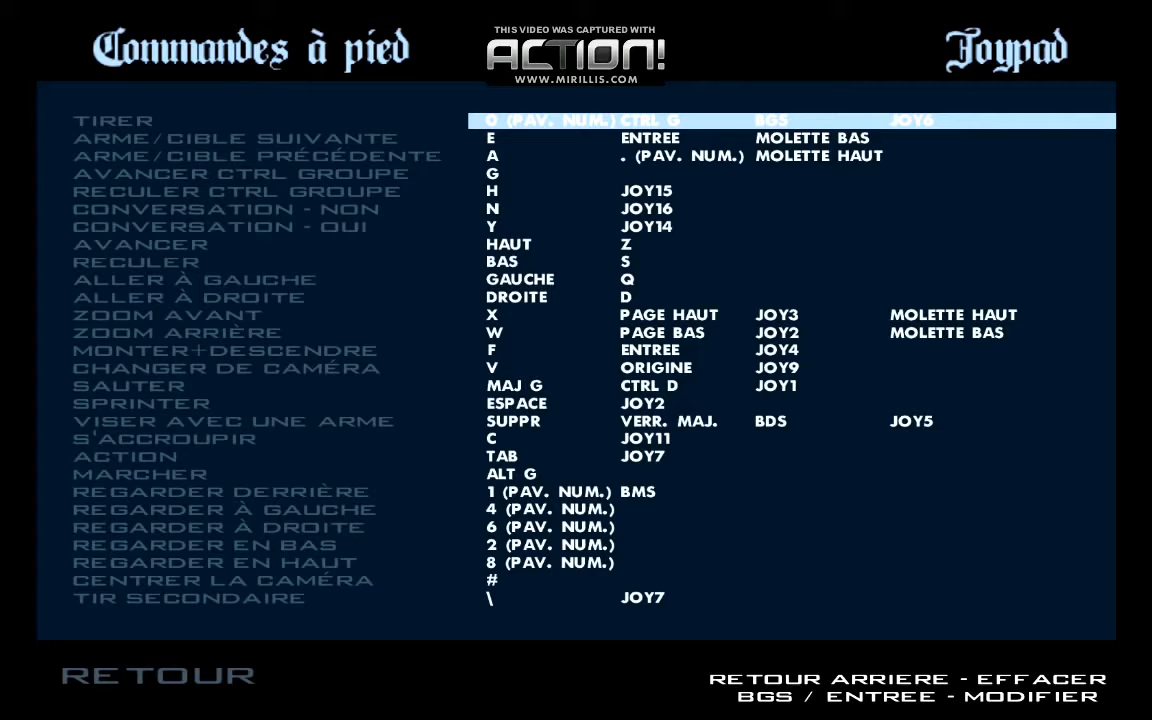 Commandes à pied
THIS VIDEO WAS CAPTURED WITH
ACTION!
WWW.MIRILLIS.COM
Joypad
TIRER 0 (PAV. NUM.) CTRL G BGS JOY6
ARME/CIBLE SUIVANTE E ENTREE MOLETTE BAS
ARME/CIBLE PRÉCÉDENTE A . (PAV. NUM.) MOLETTE HAUT
AVANCER CTRL GROUPE G
RECULER CTRL GROUPE H JOY15
CONVERSATION - NON N JOY16
CONVERSATION - OUI Y JOY14
AVANCER HAUT Z
RECULER BAS S
ALLER À GAUCHE GAUCHE Q
ALLER À DROITE DROITE D
ZOOM AVANT X PAGE HAUT JOY3 MOLETTE HAUT
ZOOM ARRIÈRE W PAGE BAS JOY2 MOLETTE BAS
MONTER+DESCENDRE F ENTREE JOY4
CHANGER DE CAMÉRA V ORIGINE JOY9
SAUTER MAJ G CTRL D JOY1
SPRINTER ESPACE JOY2
VISER AVEC UNE ARME SUPPR VERR. MAJ. BDS JOY5
S'ACCROUPIR C JOY11
ACTION TAB JOY7
MARCHER ALT G
REGARDER DERRIÈRE 1 (PAV. NUM.) BMS
REGARDER À GAUCHE 4 (PAV. NUM.)
REGARDER À DROITE 6 (PAV. NUM.)
REGARDER EN BAS 2 (PAV. NUM.)
REGARDER EN HAUT 8 (PAV. NUM.)
CENTRER LA CAMÉRA #
TIR SECONDAIRE \ JOY7
RETOUR
RETOUR ARRIERE - EFFACER
BGS / ENTREE - MODIFIER